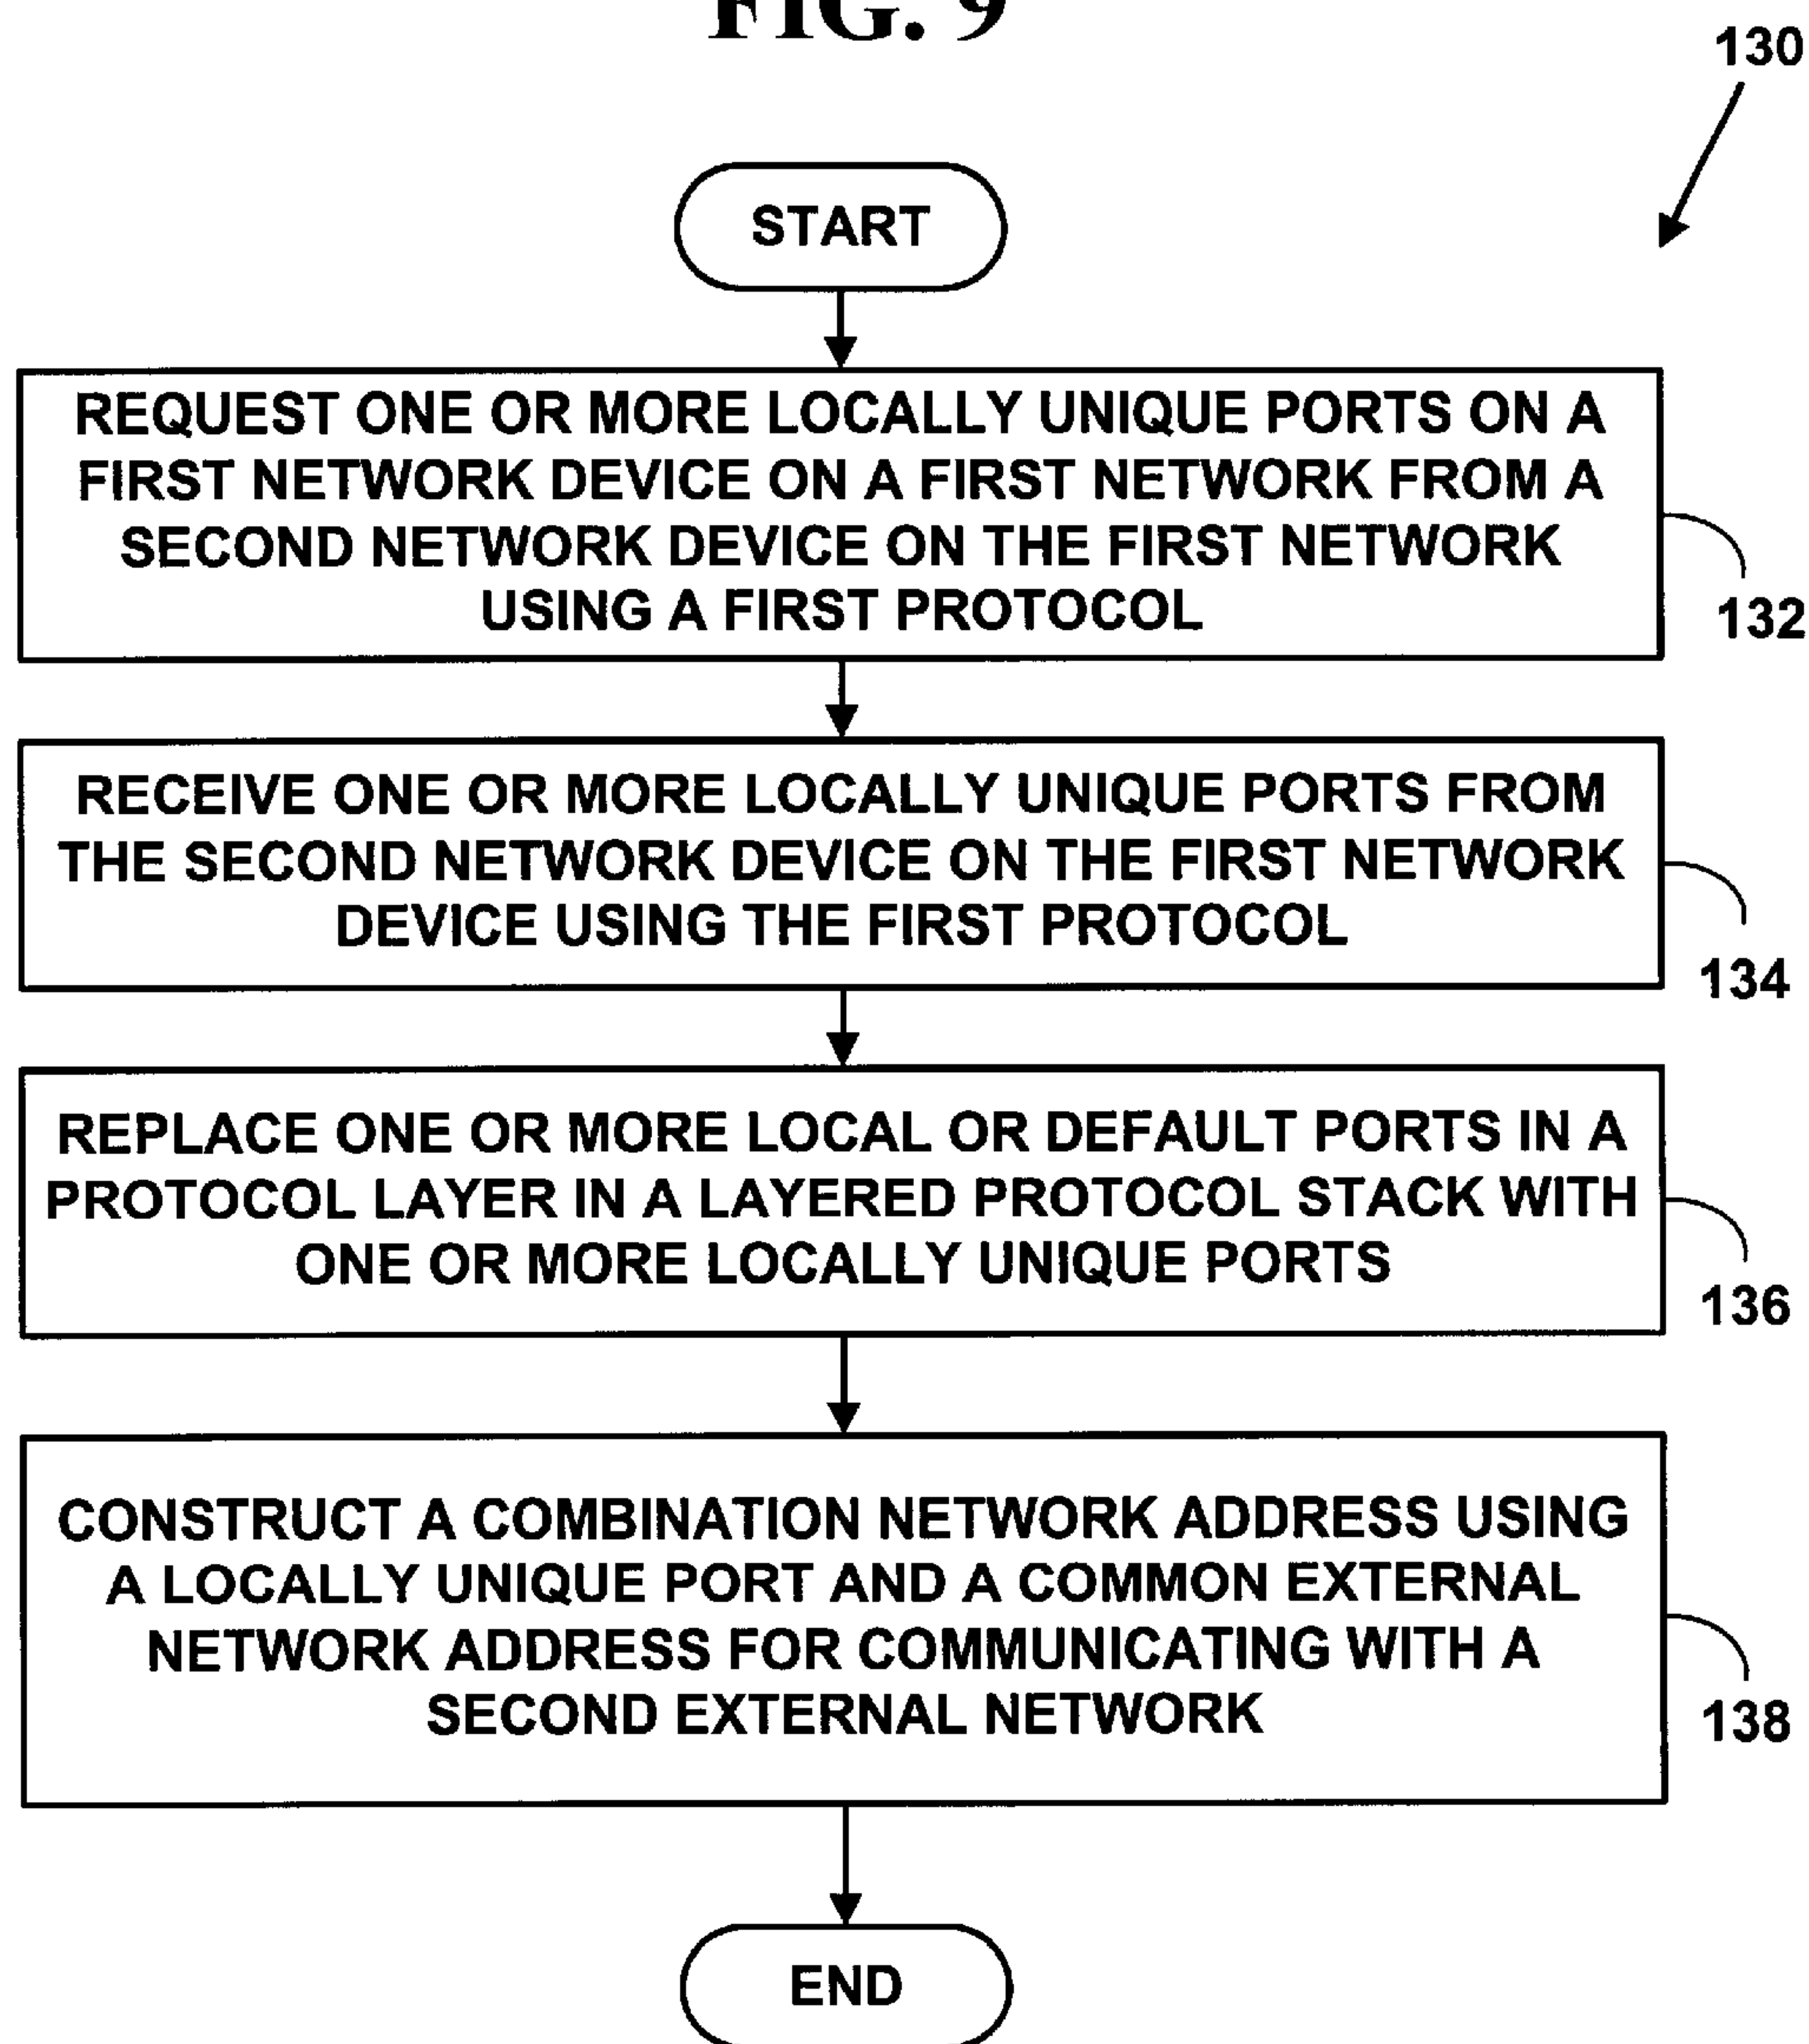 FIG. 9
130
START
REQUEST ONE OR MORE LOCALLY UNIQUE PORTS ON A
FIRST NETWORK DEVICE ON A FIRST NETWORK FROM A
SECOND NETWORK DEVICE ON THE FIRST NETWORK
USING A FIRST PROTOCOL
132
RECEIVE ONE OR MORE LOCALLY UNIQUE PORTS FROM
THE SECOND NETWORK DEVICE ON THE FIRST NETWORK
DEVICE USING THE FIRST PROTOCOL
134
REPLACE ONE OR MORE LOCAL OR DEFAULT PORTS IN A
PROTOCOL LAYER IN A LAYERED PROTOCOL STACK WITH
ONE OR MORE LOCALLY UNIQUE PORTS
136
CONSTRUCT A COMBINATION NETWORK ADDRESS USING
A LOCALLY UNIQUE PORT AND A COMMON EXTERNAL
NETWORK ADDRESS FOR COMMUNICATING WITH A
SECOND EXTERNAL NETWORK
138
END